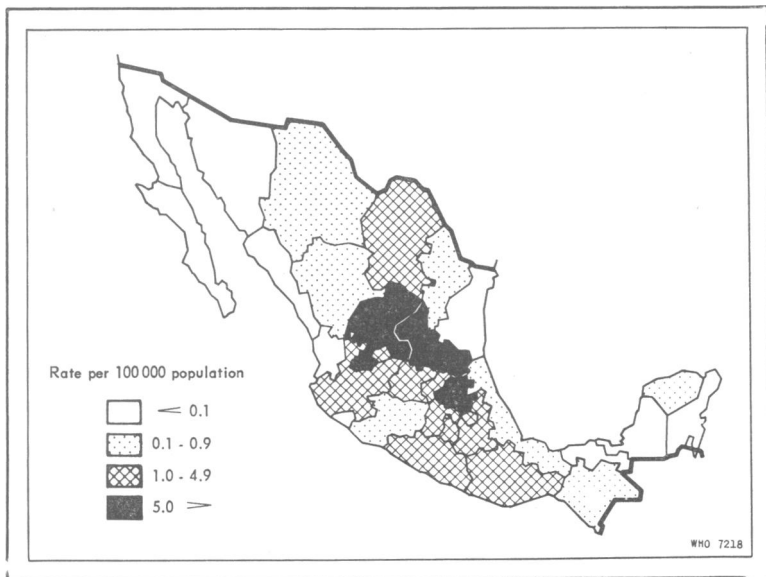 Rate per 100 000 population
< 0.1
0.1 - 0.9
1.0 - 4.9
5.0 >
WHO 7218